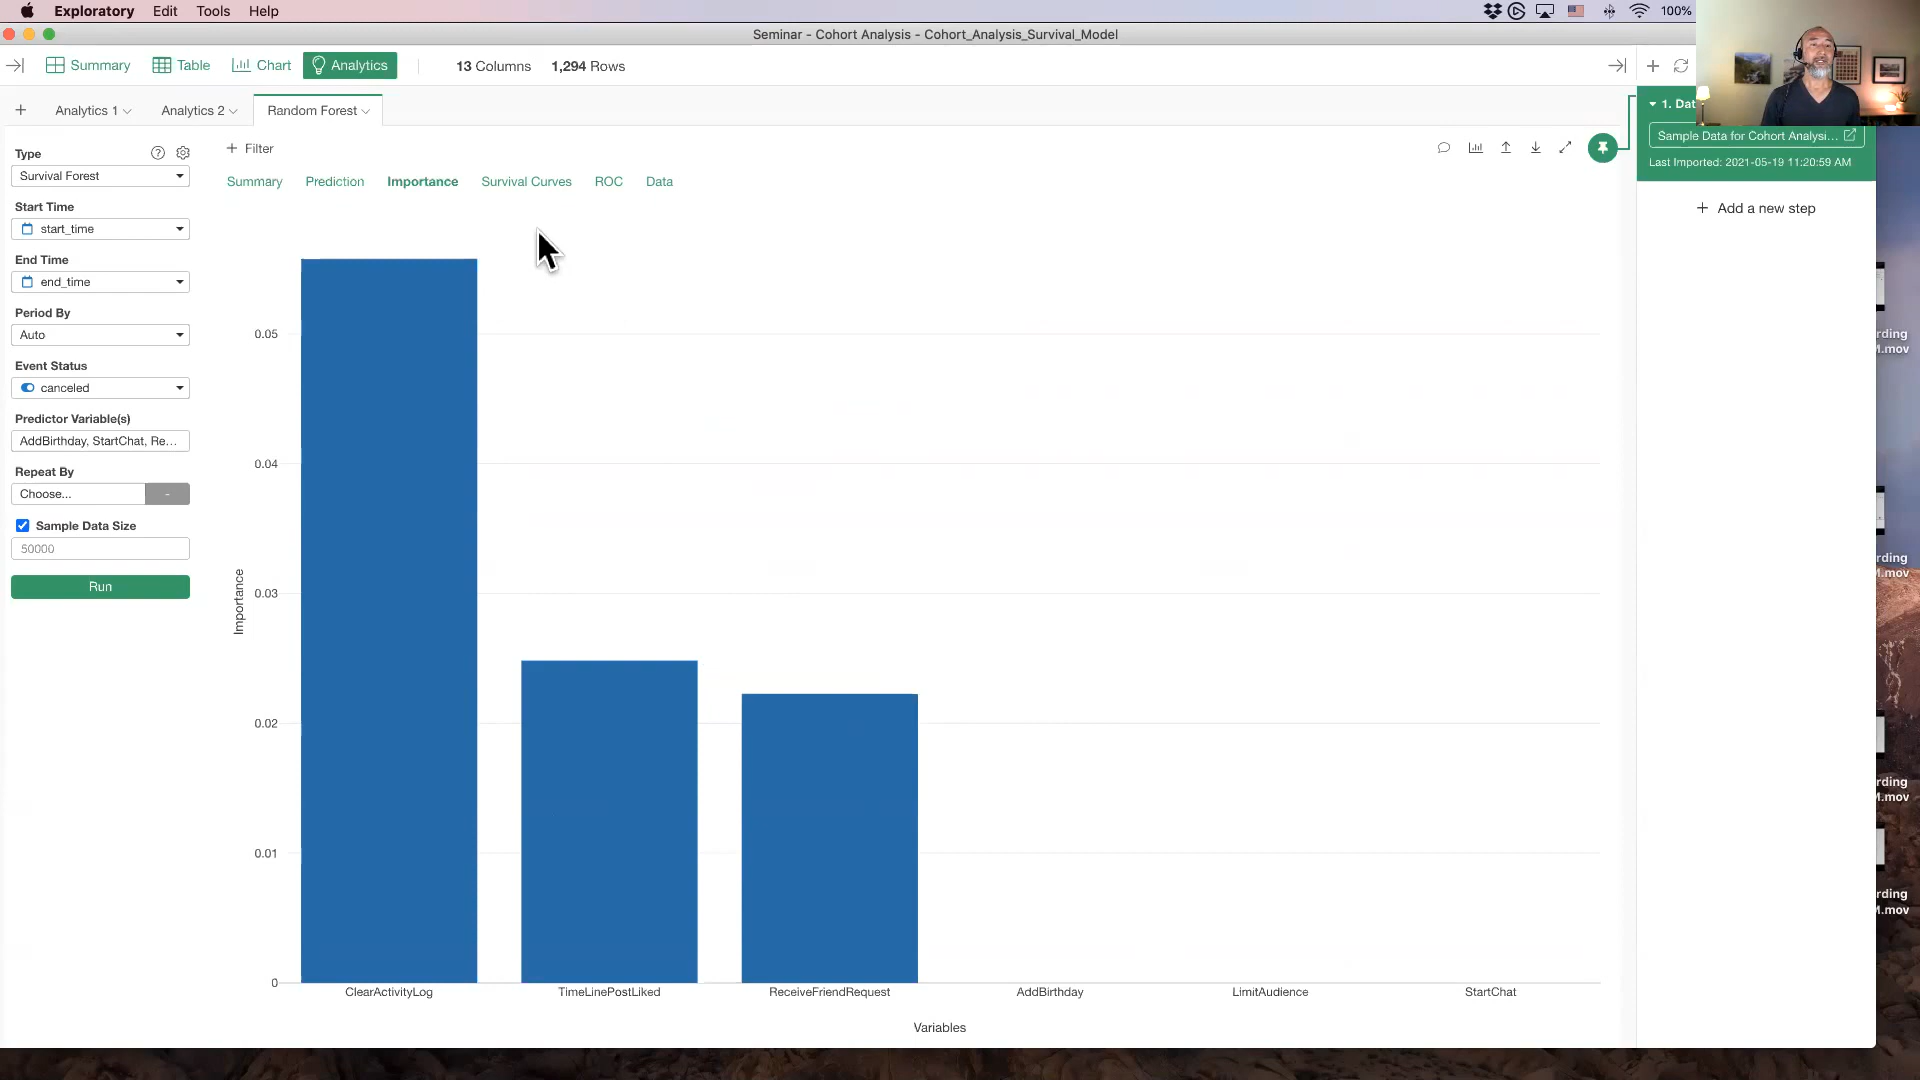 Exploratory Edit Tools Help 100%
Seminar - Cohort Analysis - Cohort_Analysis_Survival_Model
Summary Table Chart Analytics 13 Columns 1,294 Rows
Analytics 1 Analytics 2 Random Forest
1. Dat
Sample Data for Cohort Analysi...
Last Imported: 2021-05-19 11:20:59 AM
+ Add a new step
Type
Survival Forest
Start Time
start_time
End Time
end_time
Period By
Auto
Event Status
canceled
Predictor Variable(s)
AddBirthday, StartChat, Re...
Repeat By
Choose... -
Sample Data Size
50000
Run
+ Filter
Summary Prediction Importance Survival Curves ROC Data
0.05
0.04
0.03
0.02
0.01
0
Importance
ClearActivityLog TimeLinePostLiked ReceiveFriendRequest AddBirthday LimitAudience StartChat
Variables
rding
M.mov
rding
M.mov
rding
M.mov
rding
M.mov